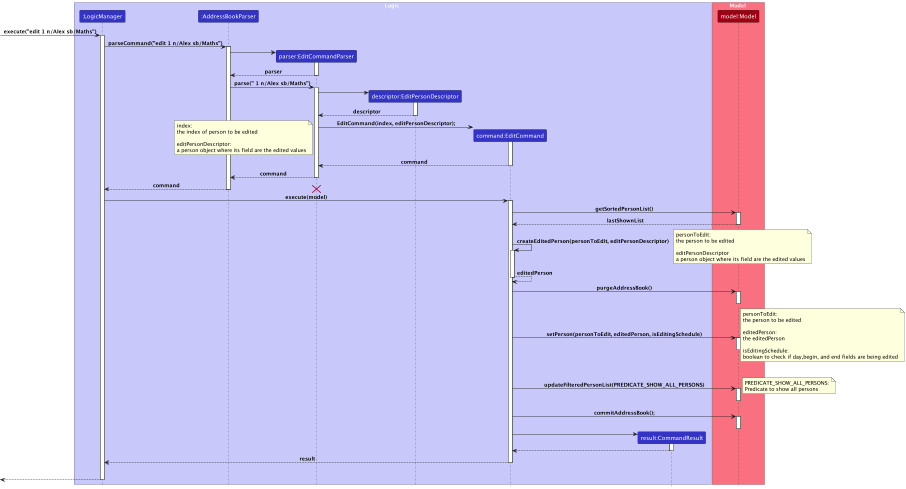 Logic
Model
:LogicManager
:AddressBookParser
model:Model
execute("edit 1 n/Alex sb/Maths")
parseCommand("edit 1 n/Alex sb/Maths")
parser:EditCommandParser
parser
parse(" 1 n/Alex sb/Maths")
descriptor:EditPersonDescriptor
descriptor
index:
the index of person to be edited
editPersonDescriptor:
a person object where its field are the edited values
EditCommand(index, editPersonDescriptor);
command:EditCommand
command
command
command
execute(model)
getSortedPersonList()
lastShownList
createEditedPerson(personToEdit, editPersonDescriptor)
personToEdit:
the person to be edited
editPersonDescriptor
a person object where its field are the edited values
editedPerson
purgeAddressBook()
personToEdit:
the person to be edited
editedPerson:
the editedPerson
isEditingSchedule:
boolean to check if day,begin, and end fields are being edited
setPerson(personToEdit, editedPerson, isEditingSchedule)
updateFilteredPersonList(PREDICATE_SHOW_ALL_PERSONS)
PREDICATE_SHOW_ALL_PERSONS:
Predicate to show all persons
commitAddressBook();
result:CommandResult
result